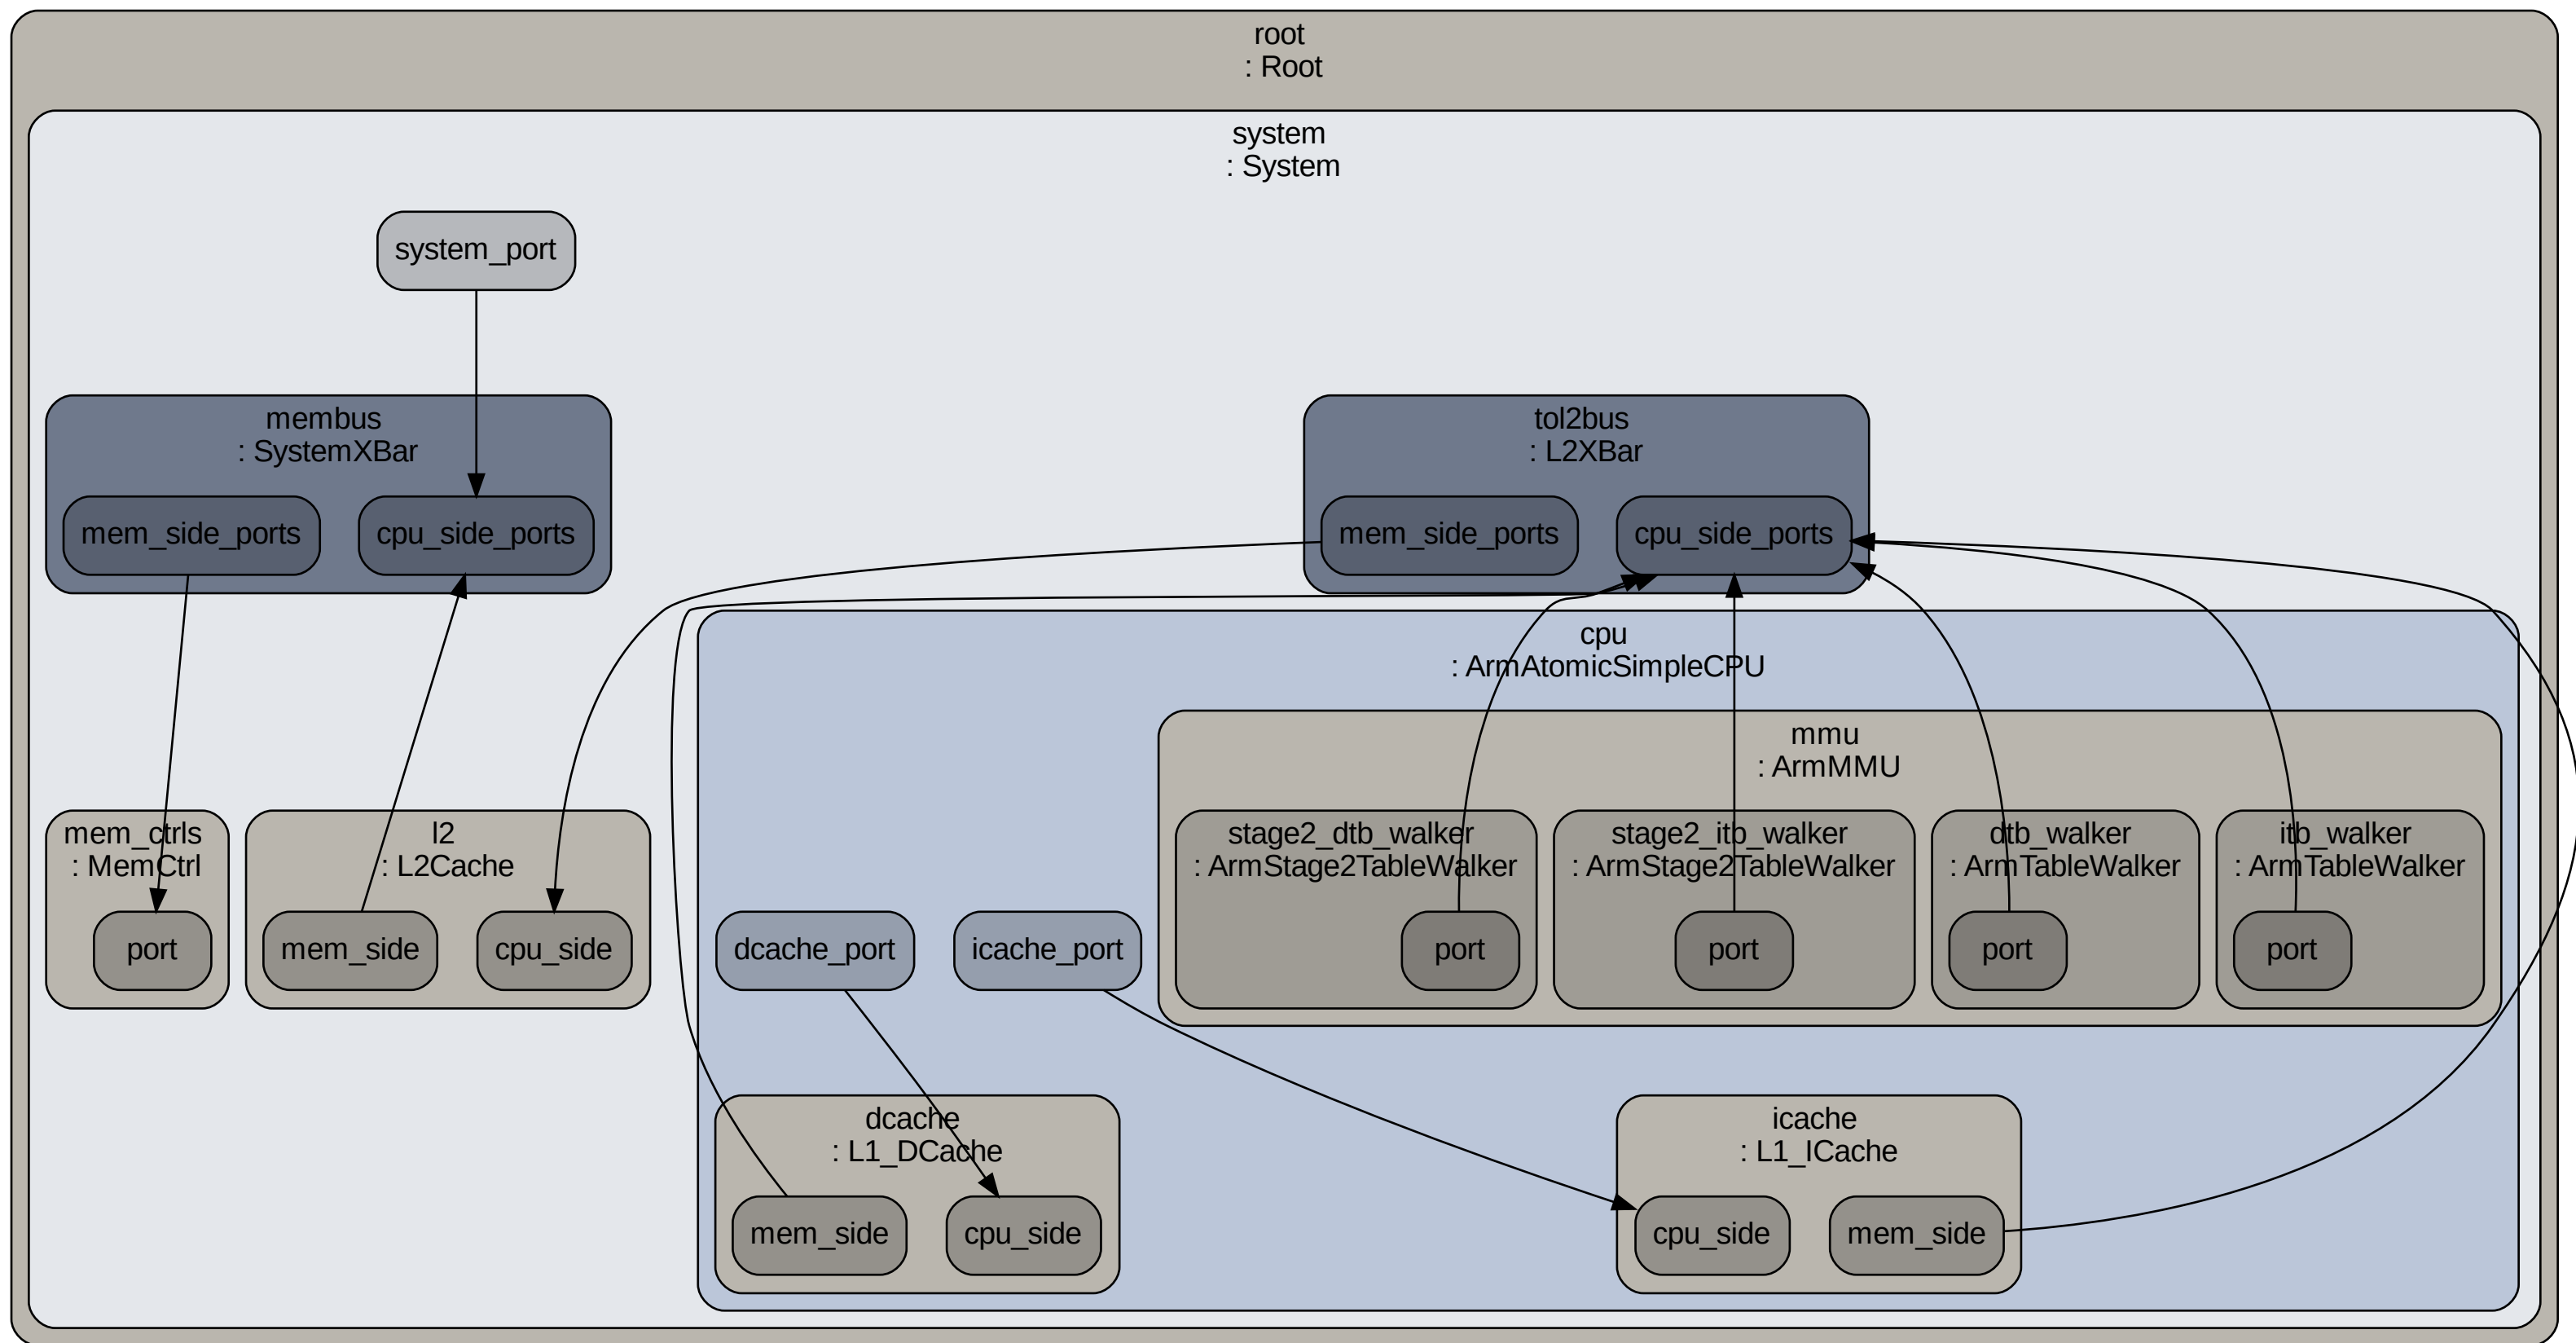 root
: Root
system
: System
system_port
membus
: SystemXBar
mem_side_ports
cpu_side_ports
tol2bus
: L2XBar
mem_side_ports
cpu_side_ports
cpu
: ArmAtomicSimpleCPU
mmu
: ArmMMU
mem_ctrls
: MemCtrl
port
l2
: L2Cache
mem_side
cpu_side
stage2_dtb_walker
: ArmStage2TableWalker
port
stage2_itb_walker
: ArmStage2TableWalker
port
dtb_walker
: ArmTableWalker
port
itb_walker
: ArmTableWalker
port
dcache_port
icache_port
dcache
: L1_DCache
mem_side
cpu_side
icache
: L1_ICache
cpu_side
mem_side